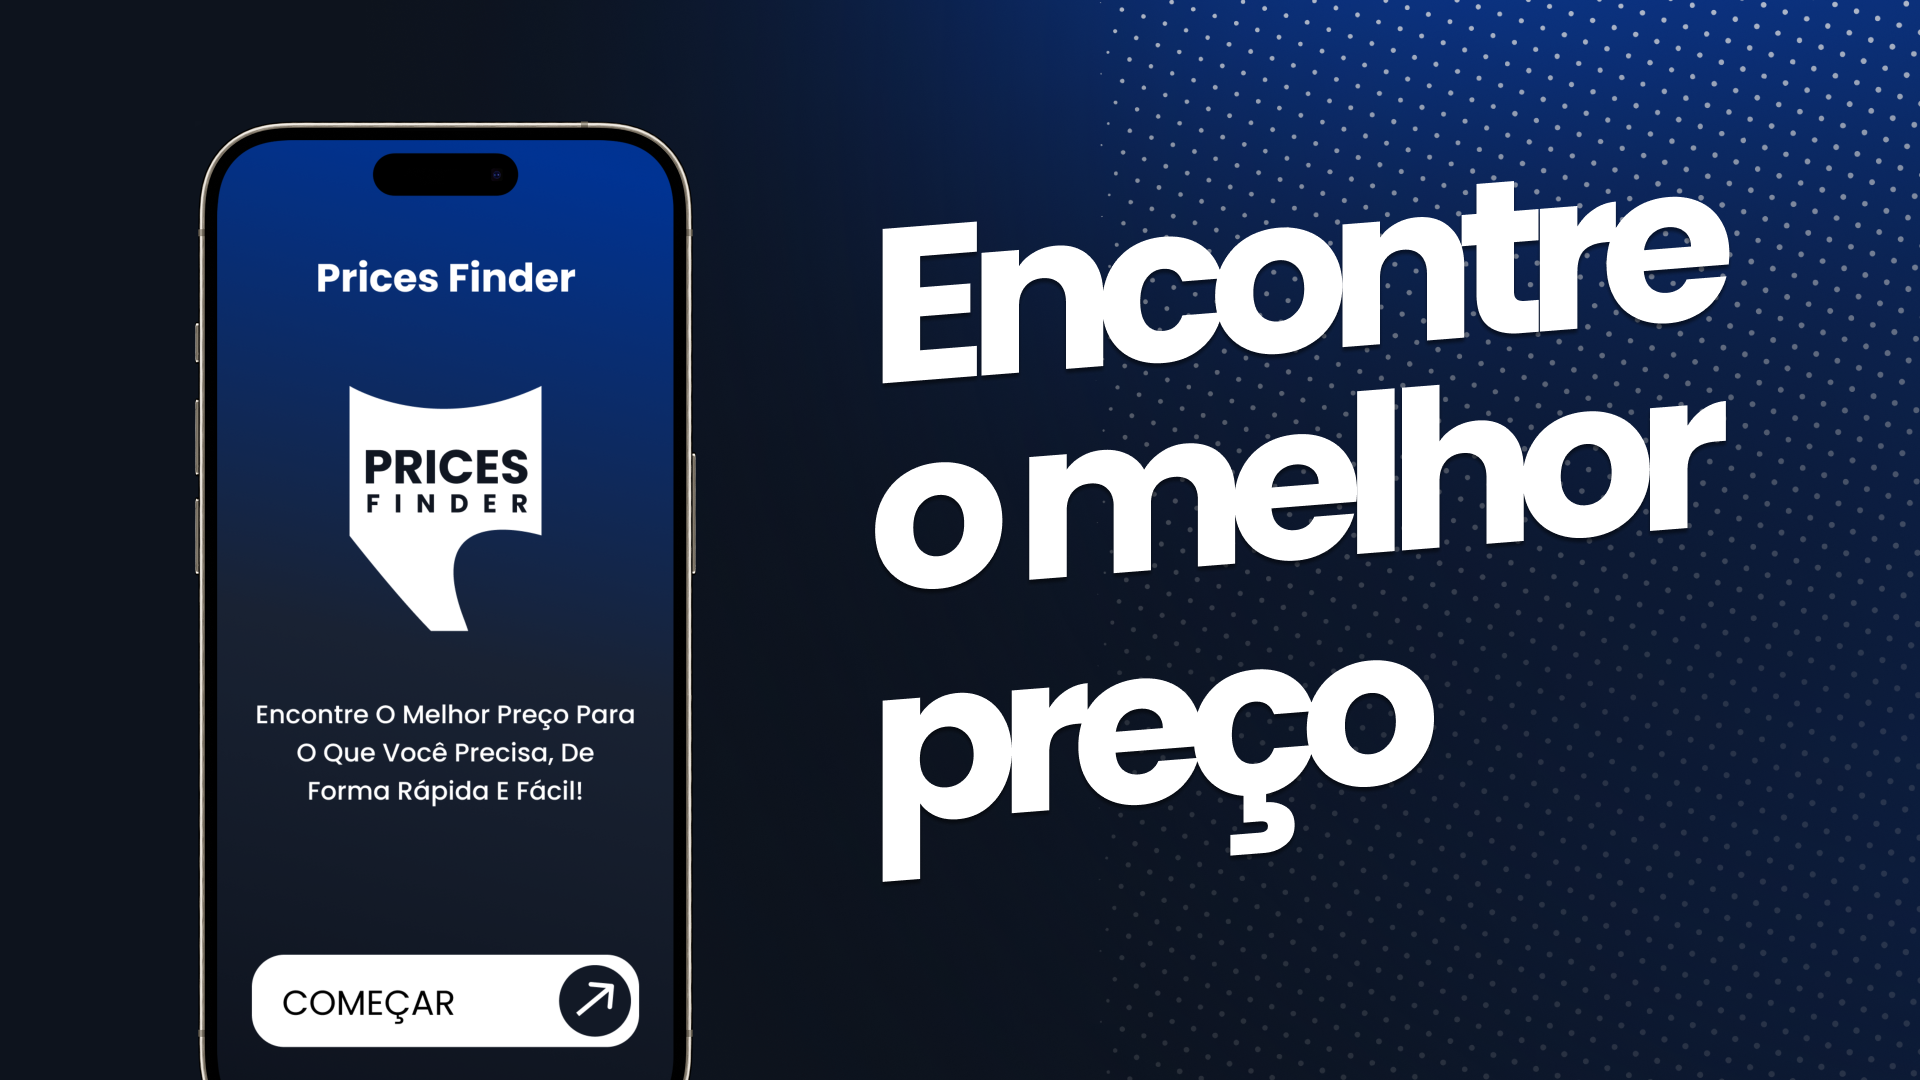 Prices Finder
PRICES
FINDER
Encontre O Melhor Preço Para
O Que Você Precisa, De
Forma Rápida E Fácil!
COMEÇAR
Encontre
o melhor
preço